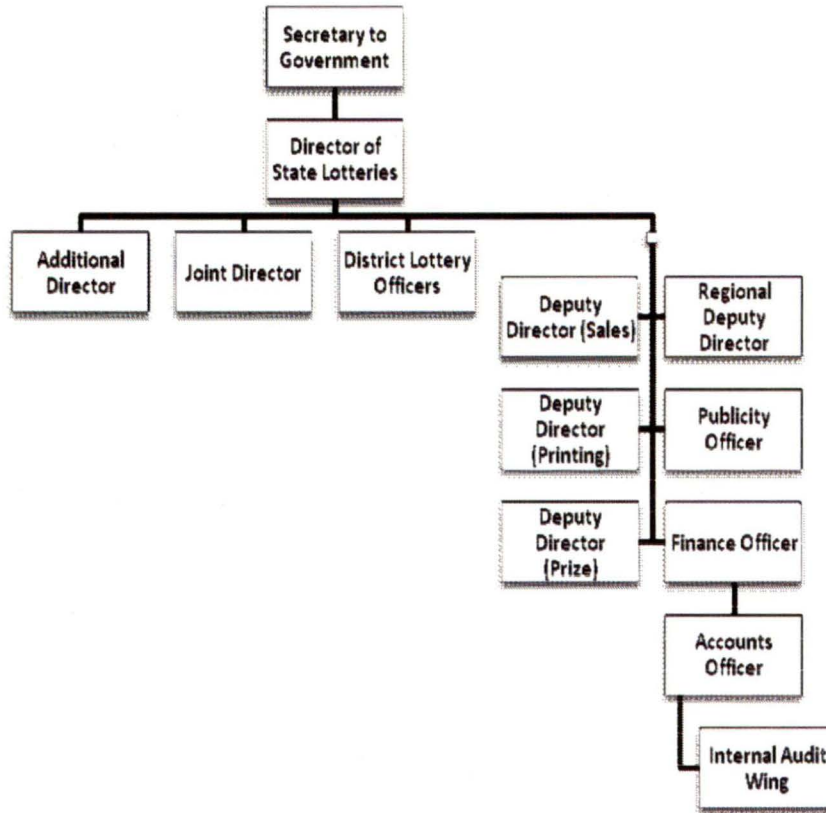 Secretary to
Government
Director of
State Lotteries
Additional
Director
Joint Director
District Lottery
Officers
Deputy
Director (Sales)
Regional
Deputy
Director
Deputy
Director
(Printing)
Publicity
Officer
Deputy
Director
(Prize)
Finance Officer
Accounts
Officer
Internal Audit
Wing